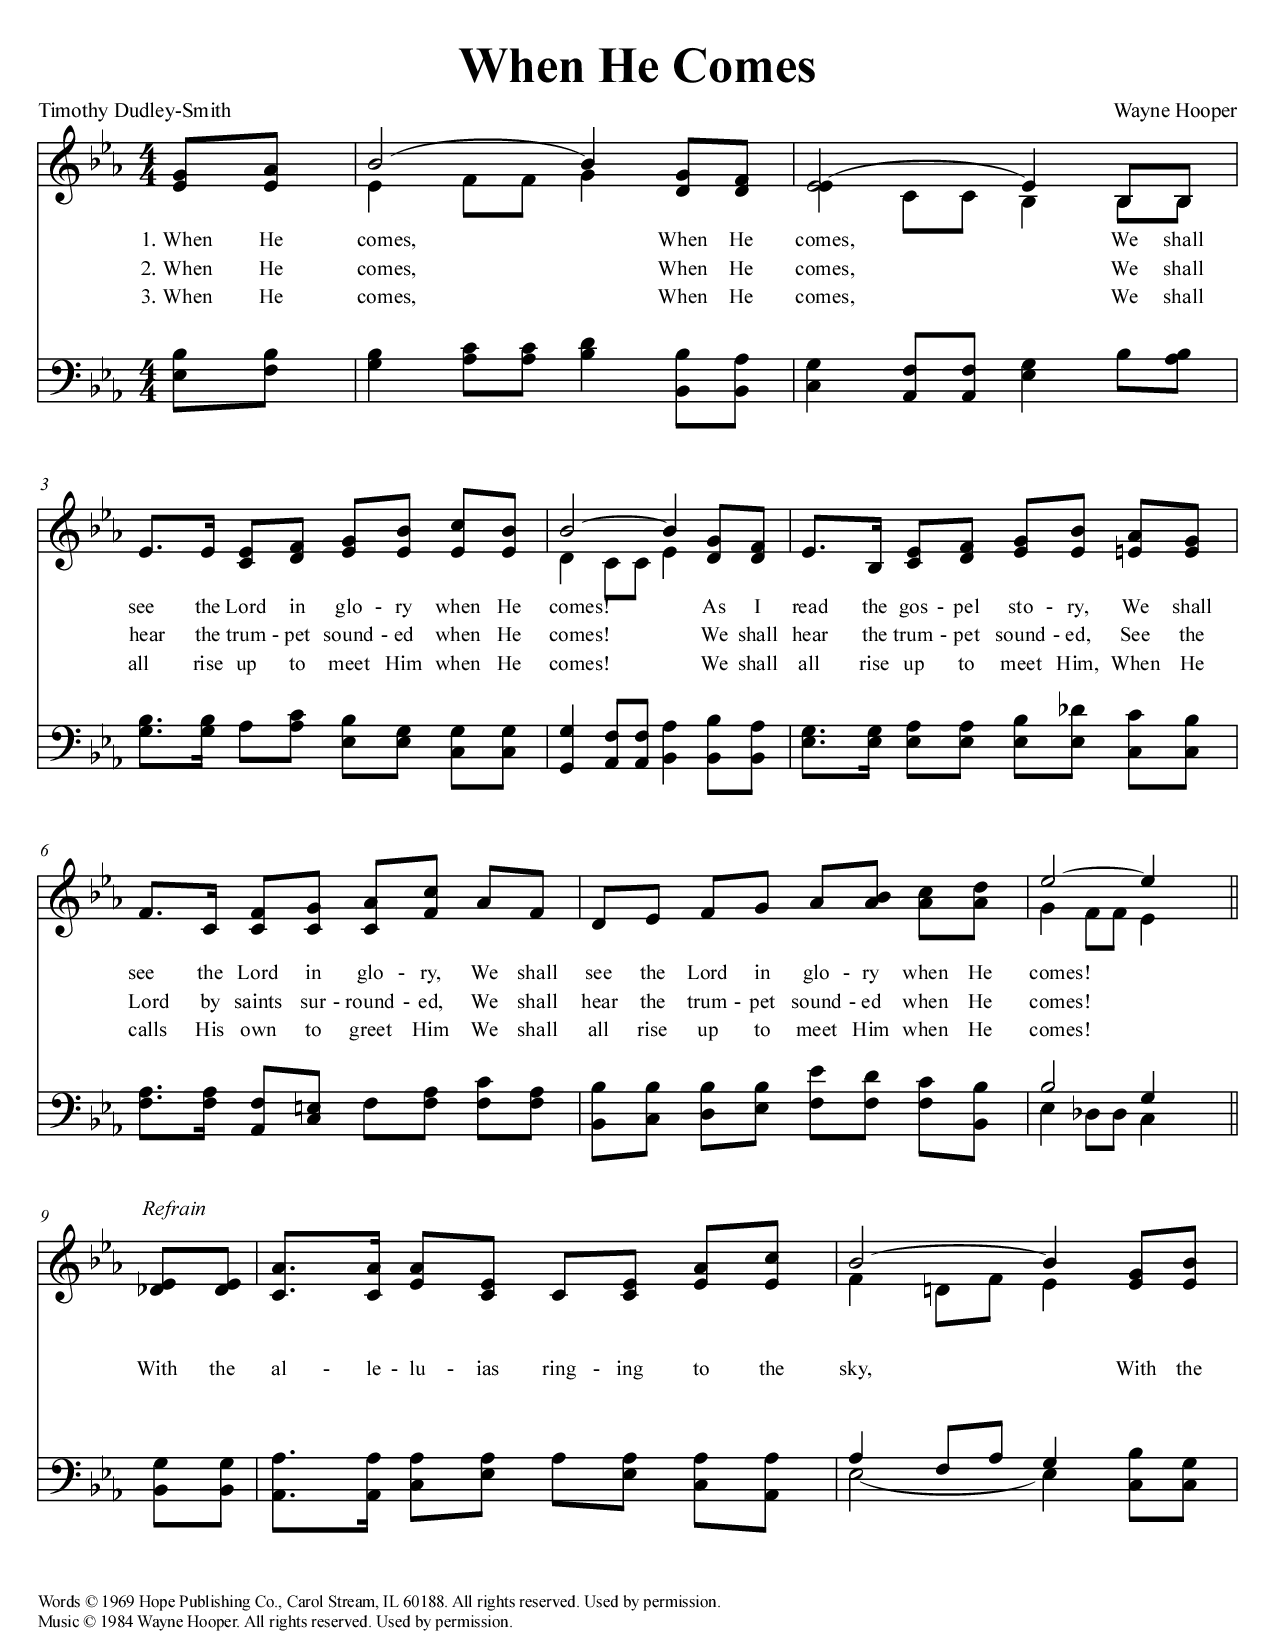 When He Comes
Timothy Dudley-Smith
Wayne Hooper
1. When He comes, When He comes, We shall
2. When He comes, When He comes, We shall
3. When He comes, When He comes, We shall
3
see the Lord in glo - ry when He comes! As I read the gos - pel sto - ry, We shall
hear the trum - pet sound - ed when He comes! We shall hear the trum - pet sound - ed, See the
all rise up to meet Him when He comes! We shall all rise up to meet Him, When He
6
see the Lord in glo - ry, We shall see the Lord in glo - ry when He comes!
Lord by saints sur - round - ed, We shall hear the trum - pet sound - ed when He comes!
calls His own to greet Him We shall all rise up to meet Him when He comes!
9
Refrain
With the al - le - lu - ias ring - ing to the sky, With the
Words © 1969 Hope Publishing Co., Carol Stream, IL 60188. All rights reserved. Used by permission.
Music © 1984 Wayne Hooper. All rights reserved. Used by permission.